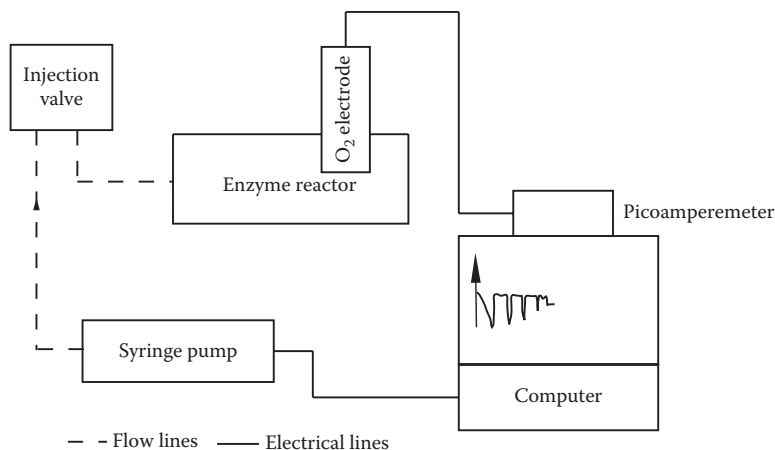 Injection
valve
O₂ electrode
Enzyme reactor
Picoamperemeter
Syringe pump
Computer
Flow lines
Electrical lines